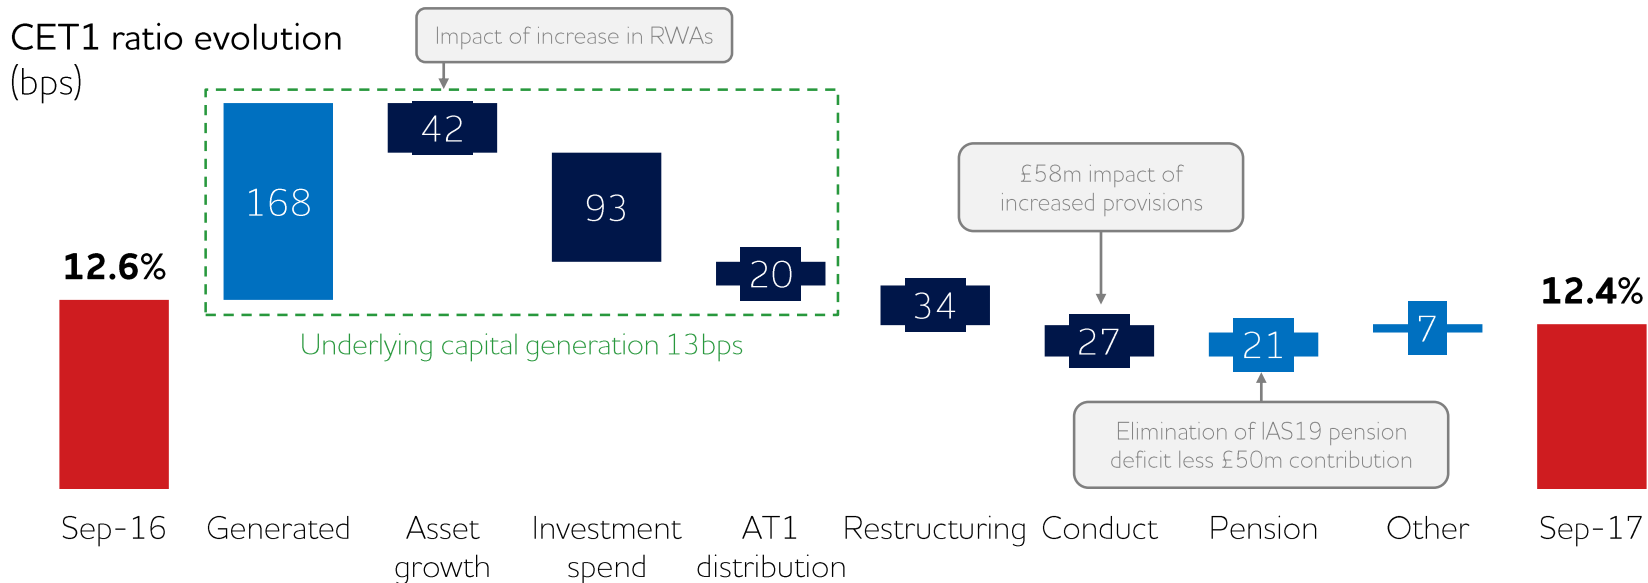 CET1 ratio evolution
(bps)
Impact of increase in RWAs
42
168
93
20
Underlying capital generation 13bps
12.6%
£58m impact of
increased provisions
34
27
21
7
12.4%
Elimination of IAS19 pension
deficit less £50m contribution
Sep-16
Generated
Asset
growth
Investment
spend
AT1
distribution
Restructuring
Conduct
Pension
Other
Sep-17